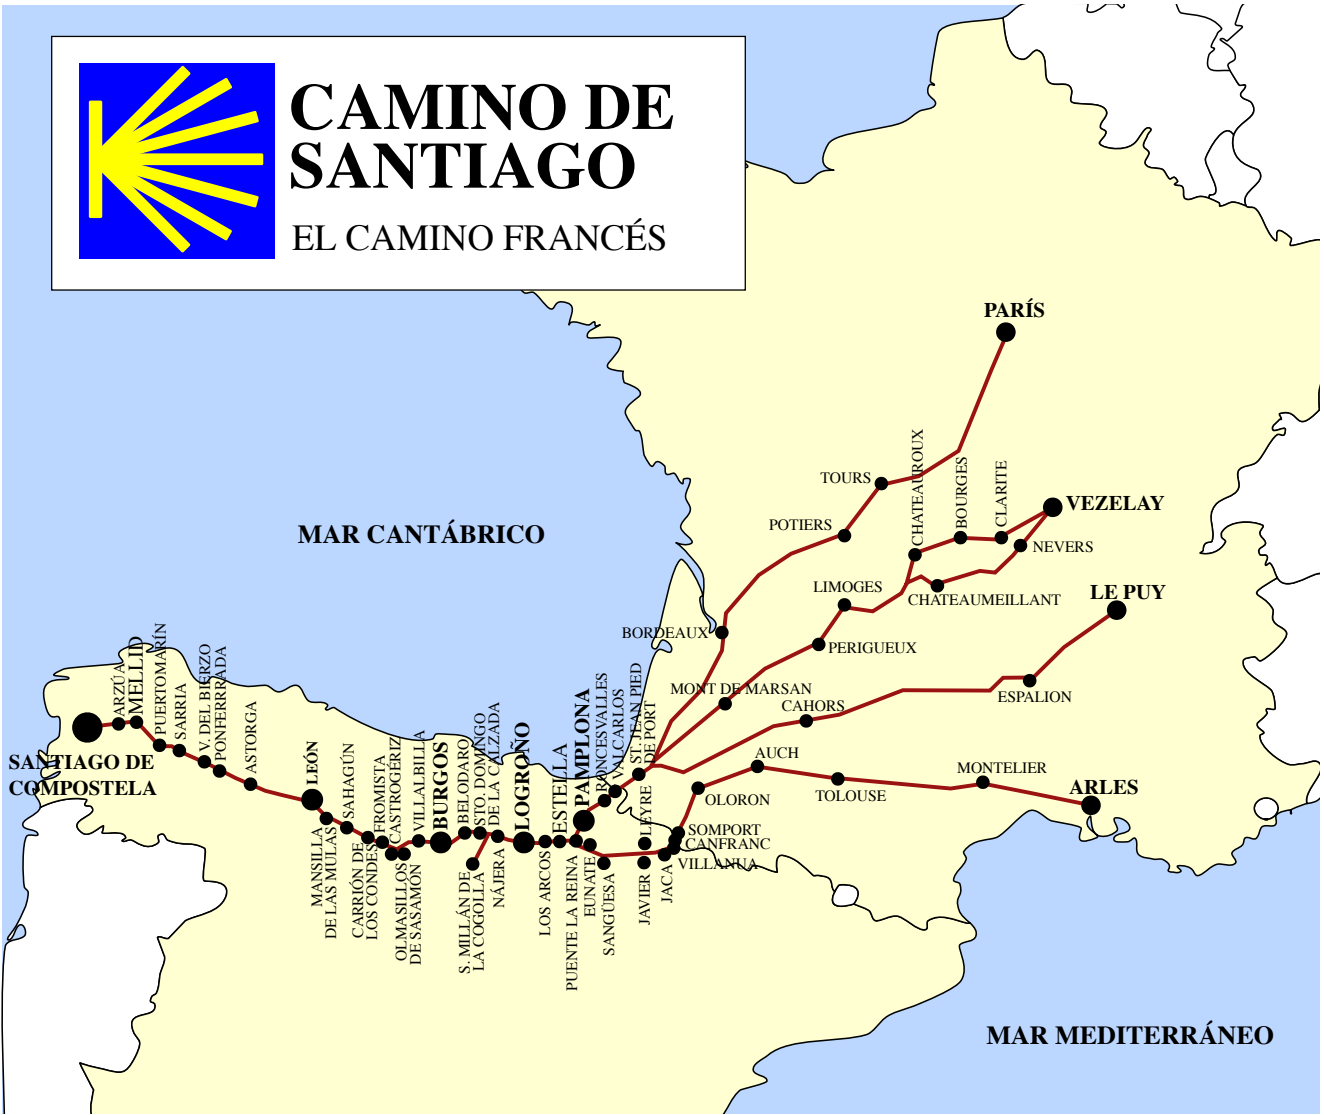 CAMINO DE
SANTIAGO
EL CAMINO FRANCÉS
PARÍS
TOURS
POTIERS
CHATEAUROUX
BOURGES
CLARITE
VEZELAY
NEVERS
MAR CANTÁBRICO
LIMOGES
CHATEAUMEILLANT
LE PUY
BORDEAUX
PERIGUEUX
MONT DE MARSAN
CAHORS
ESPALION
AUCH
TOLOUSE
MONTELIER
ARLES
OLORON
SOMPORT
CANFRANC
VILLANUA
SANTIAGO DE
COMPOSTELA
ARZÚA
MELLID
PUERTOMARÍN
SARRIA
V. DEL BIERZO
PONFERRADA
ASTORGA
LEÓN
MANSILLA
DE LAS MULAS
SAHAGÚN
CARRIÓN DE
LOS CONDES
FROMISTA
CASTROGERIZ
OLMASILLOS
DE SASAMÓN
VILLALBILLA
BURGOS
BELODARO
S. MILLÁN DE
LA COGOLLA
STO. DOMINGO
DE LA CALZADA
NÁJERA
LOGROÑO
LOS ARCOS
ESTELLA
PUENTE LA REINA
PAMPLONA
EUNATE
RONCESVALLES
SANGÜESA
VALCARLOS
ST. JEAN PIED
DE PORT
LEYRE
JAVIER
JACA
MAR MEDITERRÁNEO